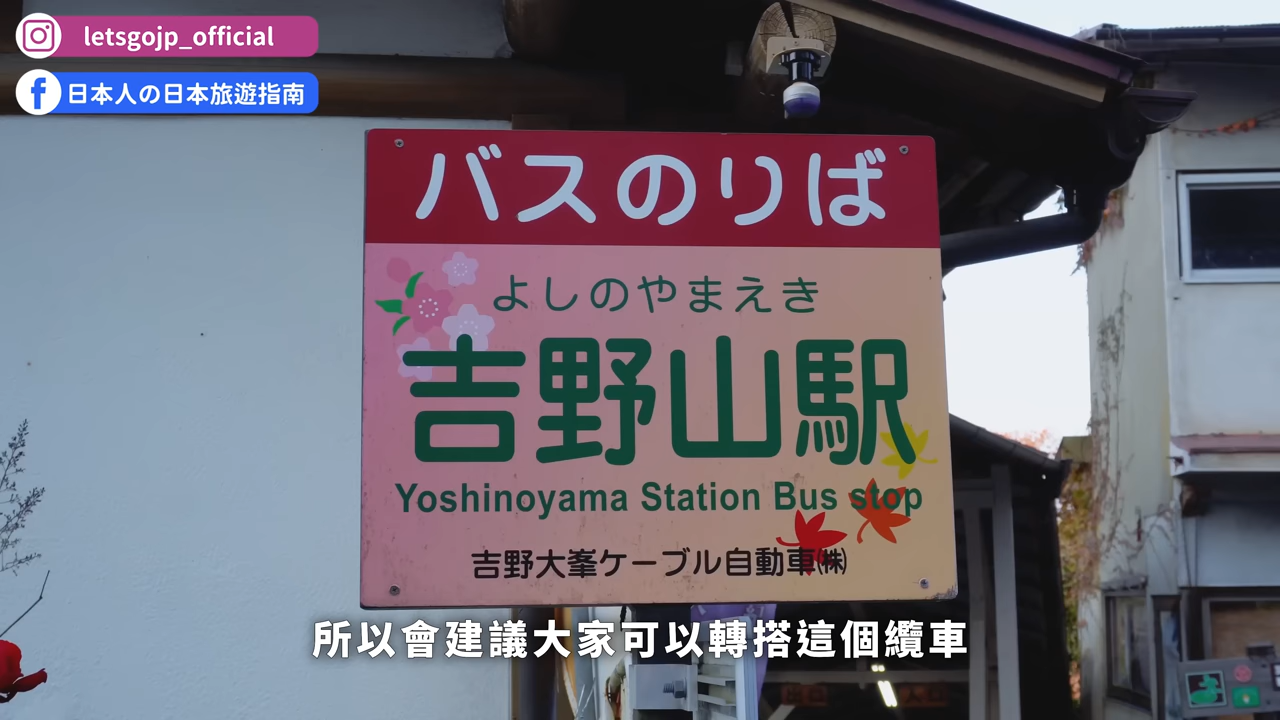 letsgojp_official
日本人の日本旅遊指南
バスのりば
よしのやまえき
吉野山駅
Yoshinoyama Station Bus stop
吉野大峯ケーブル自動車㈱
所以會建議大家可以轉搭這個纜車